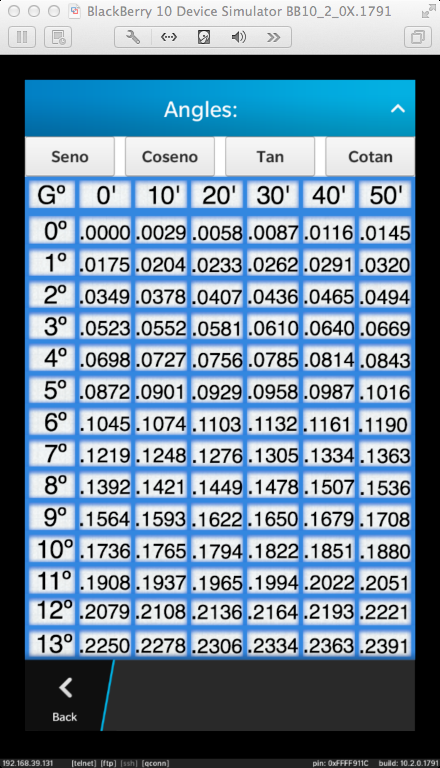 BlackBerry 10 Device Simulator BB10_2_0X.1791
Angles:
Seno Coseno Tan Cotan
Gº 0' 10' 20' 30' 40' 50'
0º .0000 .0029 .0058 .0087 .0116 .0145
1º .0175 .0204 .0233 .0262 .0291 .0320
2º .0349 .0378 .0407 .0436 .0465 .0494
3º .0523 .0552 .0581 .0610 .0640 .0669
4º .0698 .0727 .0756 .0785 .0814 .0843
5º .0872 .0901 .0929 .0958 .0987 .1016
6º .1045 .1074 .1103 .1132 .1161 .1190
7º .1219 .1248 .1276 .1305 .1334 .1363
8º .1392 .1421 .1449 .1478 .1507 .1536
9º .1564 .1593 .1622 .1650 .1679 .1708
10º .1736 .1765 .1794 .1822 .1851 .1880
11º .1908 .1937 .1965 .1994 .2022 .2051
12º .2079 .2108 .2136 .2164 .2193 .2221
13º .2250 .2278 .2306 .2334 .2363 .2391
Back
192.168.39.131 [telnet] [ftp] [ssh] [qconn] pin: 0xFFFF911C build: 10.2.0.1791